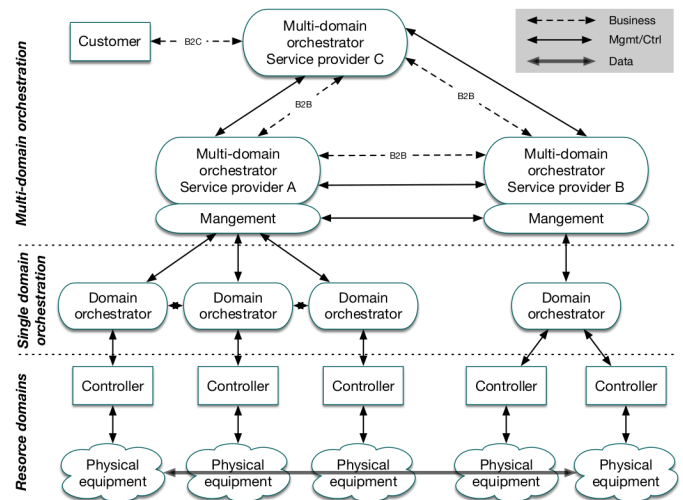 Customer
B2C
Multi-domain
orchestrator
Service provider C
Business
Mgmt/Ctrl
Data
B2B
B2B
Multi-domain orchestration
Multi-domain
orchestrator
Service provider A
B2B
Multi-domain
orchestrator
Service provider B
Mangement
Mangement
Single domain
orchestration
Domain
orchestrator
Domain
orchestrator
Domain
orchestrator
Domain
orchestrator
Resorce domains
Controller
Controller
Controller
Controller
Controller
Physical
equipment
Physical
equipment
Physical
equipment
Physical
equipment
Physical
equipment